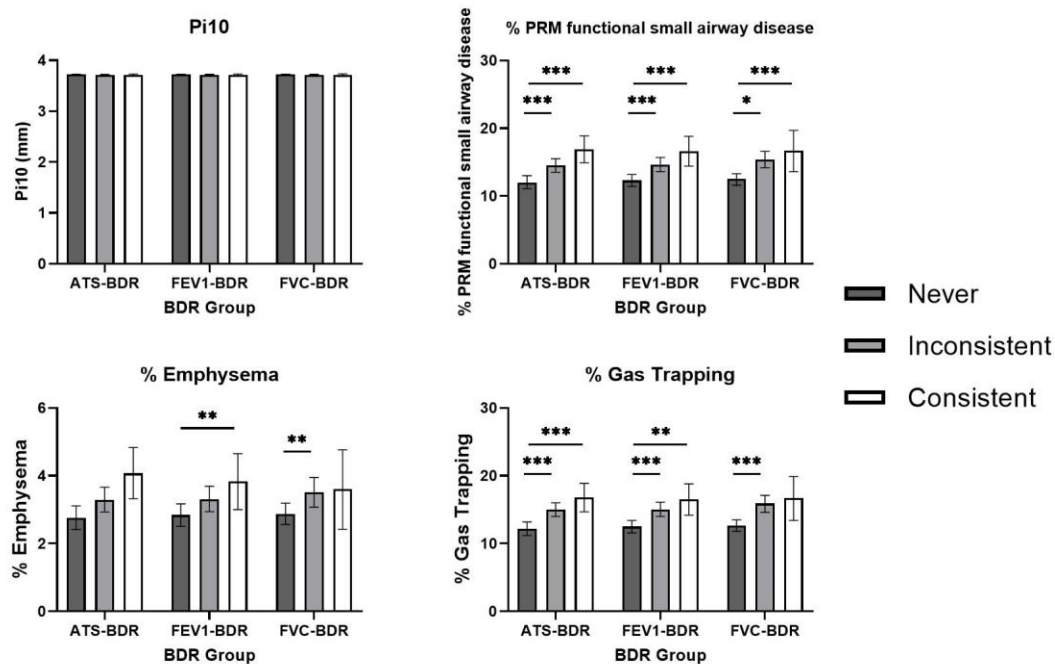 Pi10
Pi10 (mm)
4
3
2
1
0
ATS-BDR FEV1-BDR FVC-BDR
BDR Group
% PRM functional small airway disease
% PRM functional small airway disease
30
20
10
0
*** *** ***
*** *** *
ATS-BDR FEV1-BDR FVC-BDR
BDR Group
Never
Inconsistent
Consistent
% Emphysema
% Emphysema
6
4
2
0
** **
ATS-BDR FEV1-BDR FVC-BDR
BDR Group
% Gas Trapping
% Gas Trapping
30
20
10
0
*** **
*** *** ***
ATS-BDR FEV1-BDR FVC-BDR
BDR Group